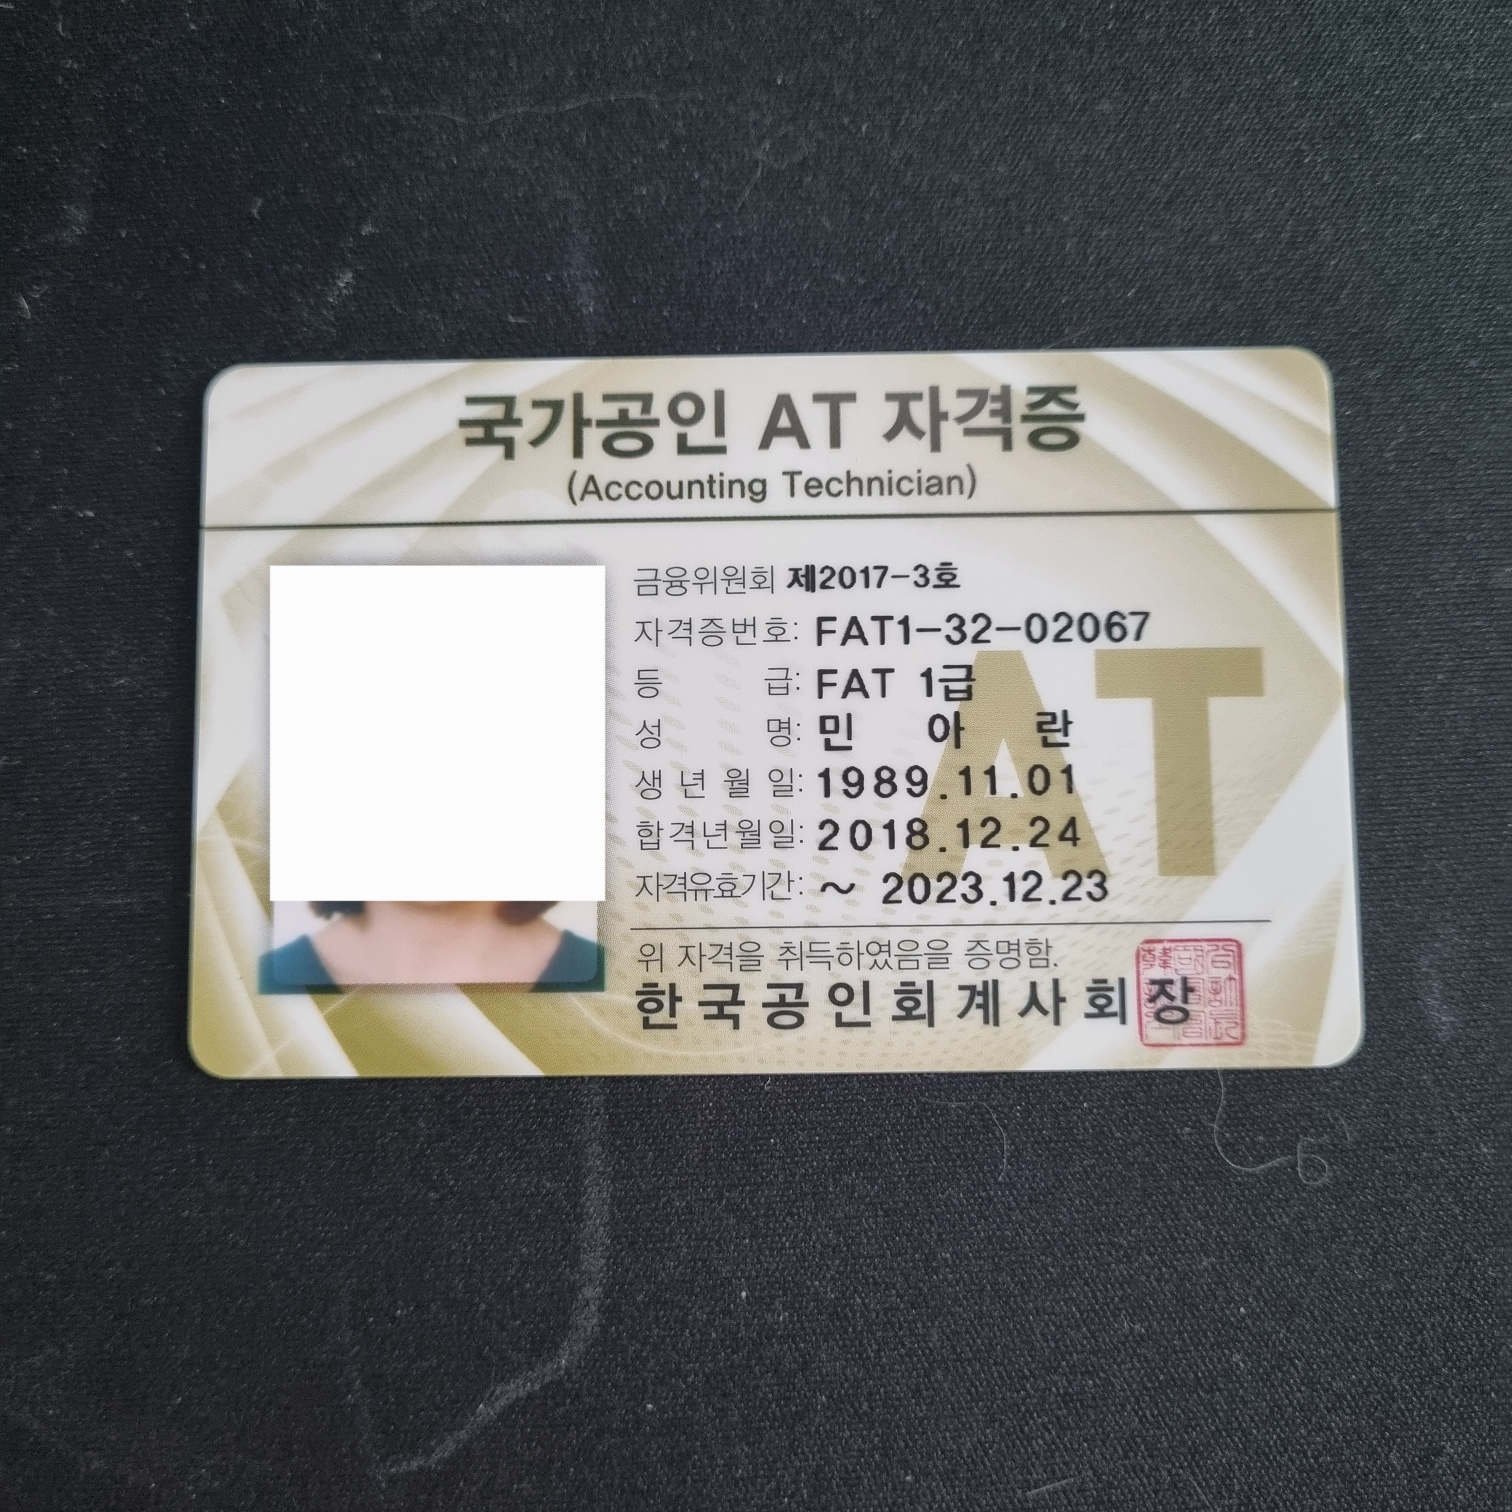 국가공인 AT 자격증
(Accounting Technician)
금융위원회 제2017-3호
자격증번호: FAT1-32-02067
등 급: FAT 1급
성 명: 민 아 란
생 년 월 일: 1989.11.01
합격년월일: 2018.12.24
자격유효기간: ~ 2023.12.23
AT
위 자격을 취득하였음을 증명함.
한국공인회계사회장